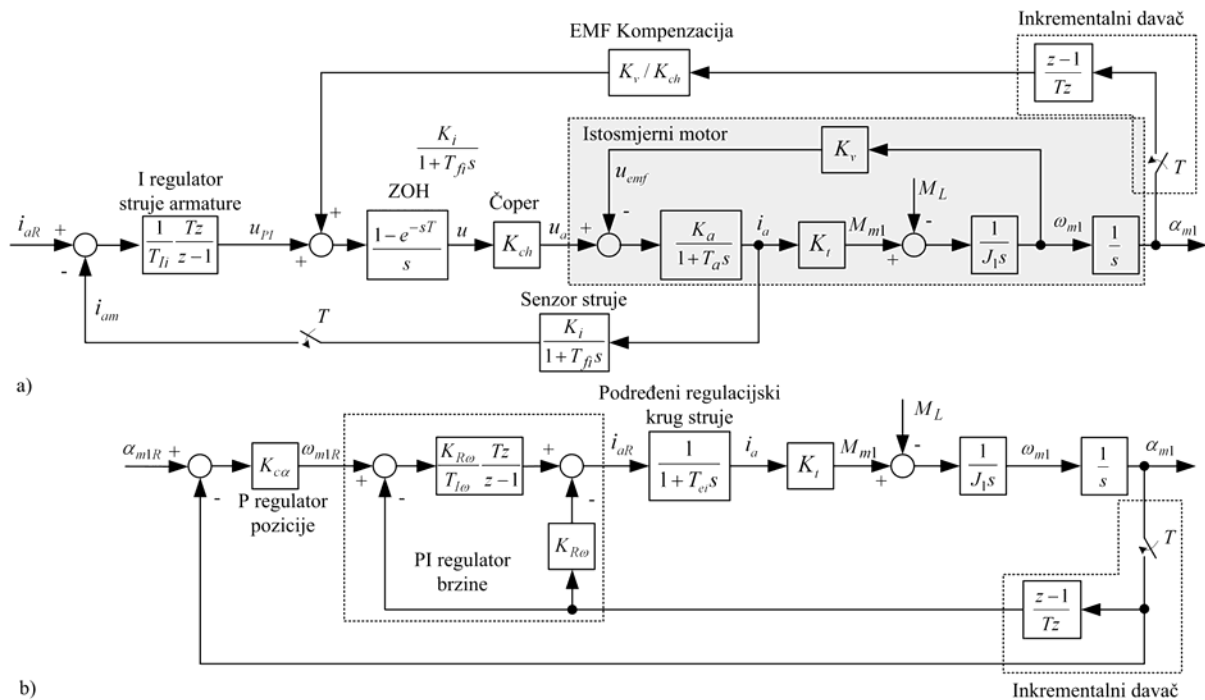 Inkrementalni davač
EMF Kompenzacija
K_v / K_ch
z − 1
Tz
Istosmjerni motor
K_i
1 + T_fi s
K_v
T
ZOH
Čoper
u_emf
M_L
I regulator
struje armature
i_aR
+
-
1
T_Ii
Tz
z − 1
u_PI
+
+
1 − e^−sT
s
u
K_ch
u_a
+
-
K_a
1 + T_a s
i_a
K_t
M_m1
+
-
1
J_1 s
ω_m1
1
s
α_m1
i_am
T
Senzor struje
K_i
1 + T_fi s
a)
Podređeni regulacijski
krug struje
M_L
α_m1R
+
-
K_cα
ω_m1R
+
-
K_Rω
T_Iω
Tz
z − 1
+
-
i_aR
1
1 + T_ei s
i_a
K_t
M_m1
+
-
1
J_1 s
ω_m1
1
s
α_m1
P regulator
pozicije
K_Rω
T
PI regulator
brzine
z − 1
Tz
b)
Inkrementalni davač